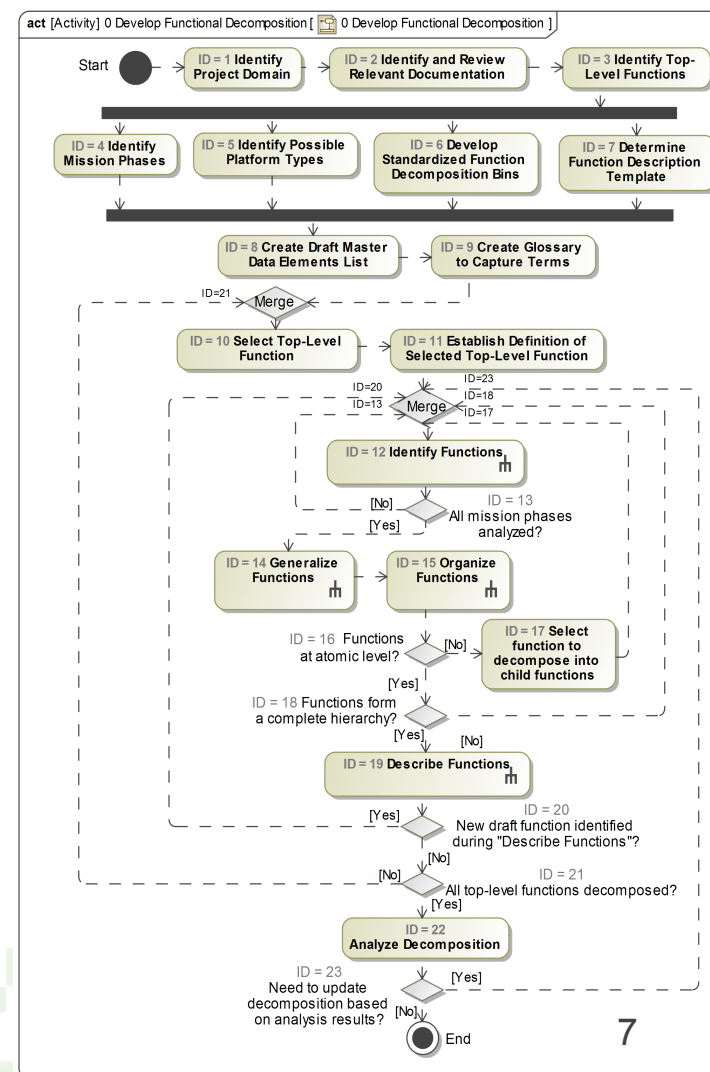 act [Activity] 0 Develop Functional Decomposition [ 0 Develop Functional Decomposition ]
Start
ID = 1 Identify
Project Domain
ID = 2 Identify and Review
Relevant Documentation
ID = 3 Identify Top-
Level Functions
ID = 4 Identify
Mission Phases
ID = 5 Identify Possible
Platform Types
ID = 6 Develop
Standardized Function
Decomposition Bins
ID = 7 Determine
Function Description
Template
ID = 8 Create Draft Master
Data Elements List
ID = 9 Create Glossary
to Capture Terms
ID=21
Merge
ID = 10 Select Top-Level
Function
ID = 11 Establish Definition of
Selected Top-Level Function
ID=23
ID=20
ID=18
ID=13
Merge
ID=17
ID = 12 Identify Functions
[No]
ID = 13
All mission phases
analyzed?
[Yes]
ID = 14 Generalize
Functions
ID = 15 Organize
Functions
ID = 16 Functions
at atomic level?
[No]
ID = 17 Select
function to
decompose into
child functions
[Yes]
ID = 18 Functions form
a complete hierarchy?
[Yes]
[No]
ID = 19 Describe Functions
[Yes]
ID = 20
New draft function identified
during "Describe Functions"?
[No]
[No]
ID = 21
All top-level functions decomposed?
[Yes]
ID = 22
Analyze Decomposition
ID = 23
Need to update
decomposition based
on analysis results?
[Yes]
[No]
End
7